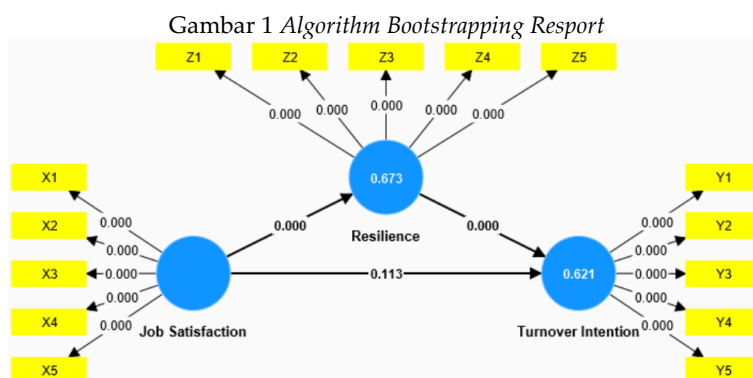 Gambar 1 Algorithm Bootstrapping Resport
Z1 Z2 Z3 Z4 Z5
0.000 0.000 0.000 0.000 0.000
0.673
Resilience
X1
X2
X3
X4
X5
0.000
0.000
0.000
0.000
0.000
Job Satisfaction
0.000
0.000
0.113
0.621
Turnover Intention
0.000
0.000
0.000
0.000
0.000
Y1
Y2
Y3
Y4
Y5